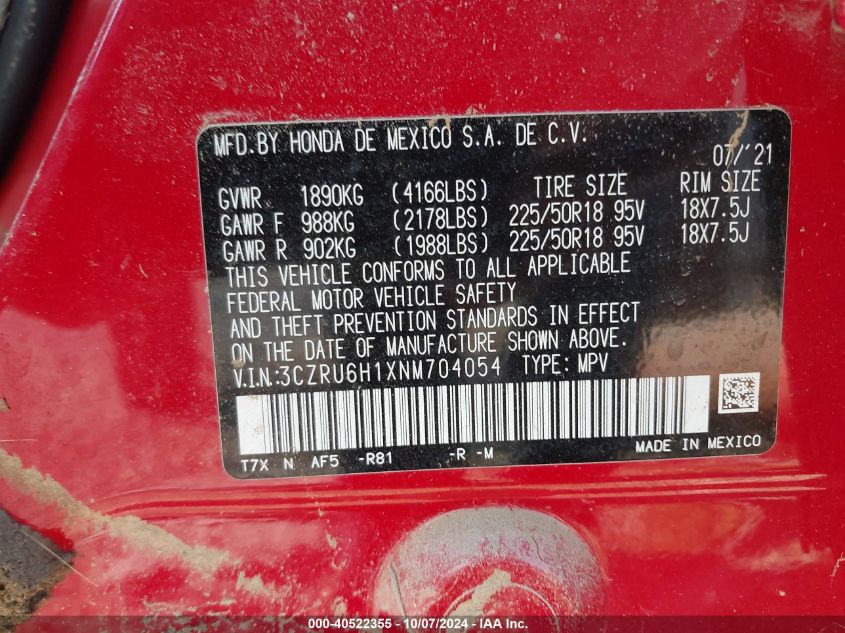 MFD.BY HONDA DE MEXICO S.A. DE C.V.
07/'21
GVWR 1890KG (4166LBS) TIRE SIZE RIM SIZE
GAWR F 988KG (2178LBS) 225/50R18 95V 18X7.5J
GAWR R 902KG (1988LBS) 225/50R18 95V 18X7.5J
THIS VEHICLE CONFORMS TO ALL APPLICABLE
FEDERAL MOTOR VEHICLE SAFETY
AND THEFT PREVENTION STANDARDS IN EFFECT
ON THE DATE OF MANUFACTURE SHOWN ABOVE.
V.I.N.:3CZRU6H1XNM704054 TYPE: MPV
T7X N AF5 -R81 -R -M MADE IN MEXICO
000-40522355 - 10/07/2024 - IAA, Inc.